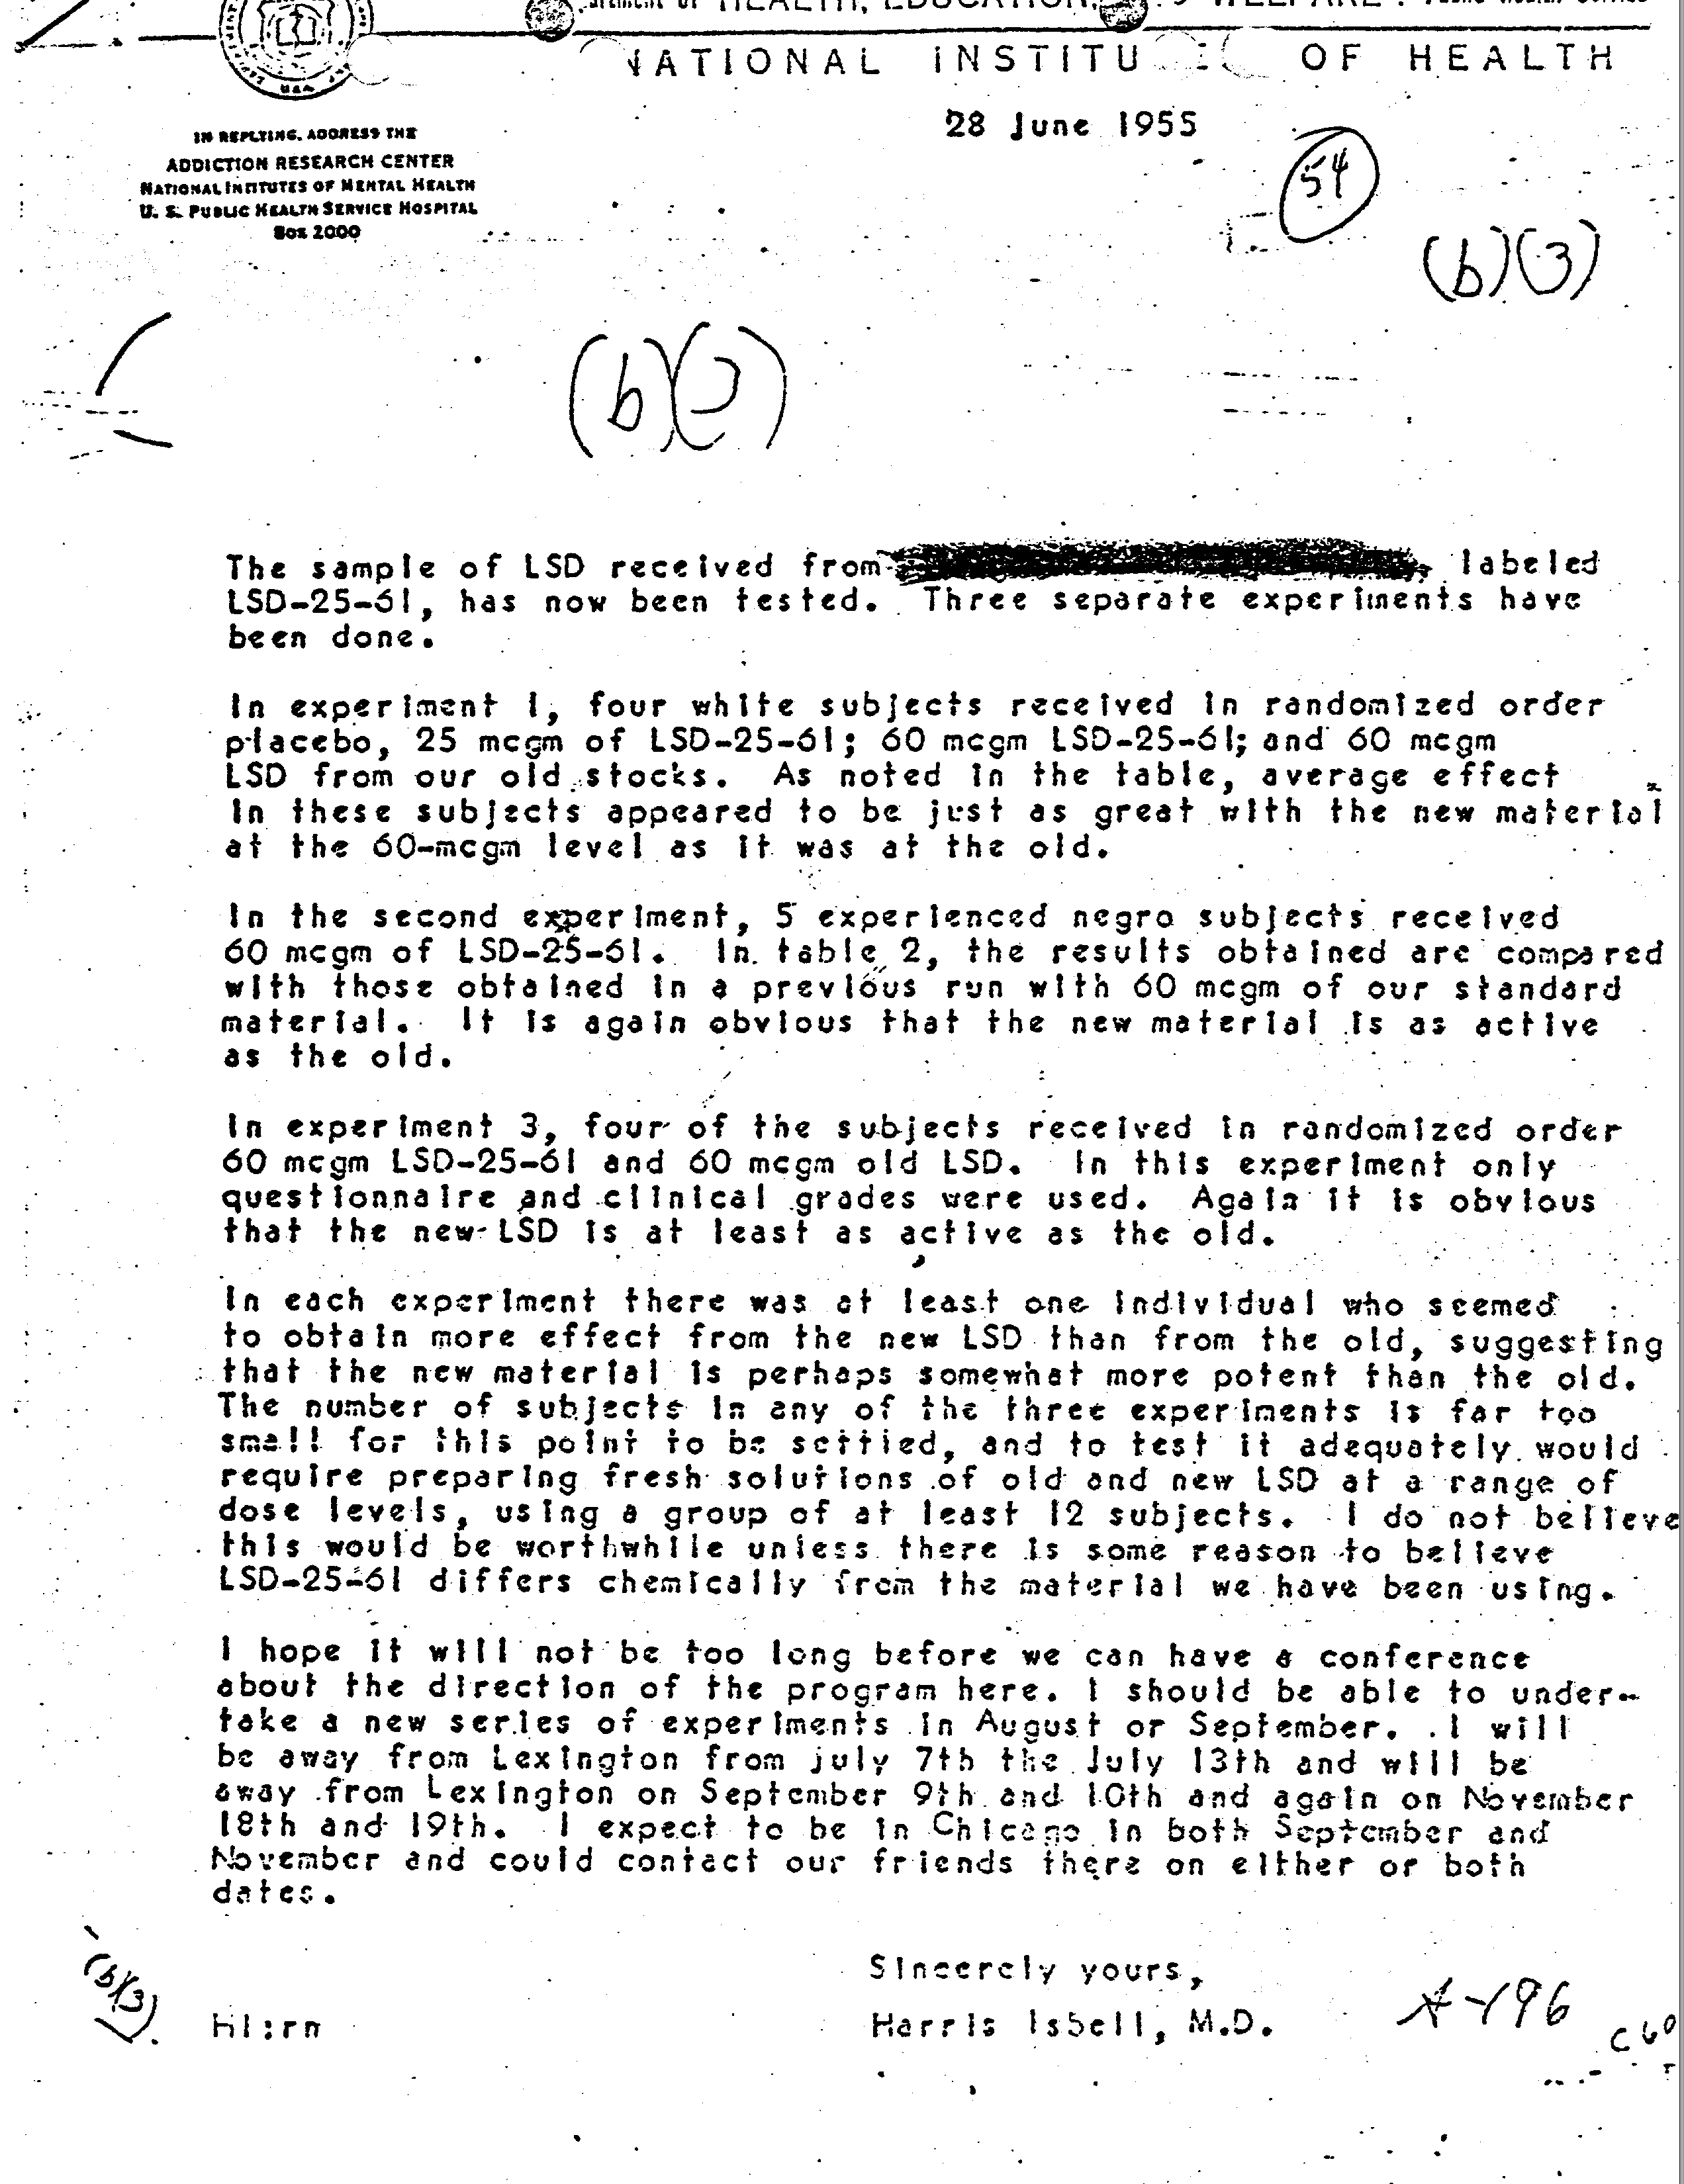 HEALTH, EDUCATION, WELFARE
OF HEALTH
28 June 1955
54
IN REPLYING, ADDRESS THE
ADDICTION RESEARCH CENTER
NATIONAL INSTITUTES OF MENTAL HEALTH
U. S. PUBLIC HEALTH SERVICE HOSPITAL
Box 2000
(b)(3)
The sample of LSD received from , labeled
LSD-25-61, has now been tested. Three separate experiments have
been done.
In experiment 1, four white subjects received in randomized order
placebo, 25 mcgm of LSD-25-61; 60 mcgm LSD-25-61; and 60 mcgm
LSD from our old stocks. As noted in the table, average effect
in these subjects appeared to be just as great with the new material
at the 60-mcgm level as it was at the old.
In the second experiment, 5 experienced negro subjects received
60 mcgm of LSD-25-61. In table 2, the results obtained are compared
with those obtained in a previous run with 60 mcgm of our standard
material. It is again obvious that the new material is as active
as the old.
In experiment 3, four of the subjects received in randomized order
60 mcgm LSD-25-61 and 60 mcgm old LSD. In this experiment only
questionnaire and clinical grades were used. Again it is obvious
that the new LSD is at least as active as the old.
In each experiment there was at least one individual who seemed
to obtain more effect from the new LSD than from the old, suggesting
that the new material is perhaps somewhat more potent than the old.
The number of subjects in any of the three experiments is far too
small for this point to be settled, and to test it adequately would
require preparing fresh solutions of old and new LSD at a range of
dose levels, using a group of at least 12 subjects. I do not believe
this would be worthwhile unless there is some reason to believe
LSD-25-61 differs chemically from the material we have been using.
I hope it will not be too long before we can have a conference
about the direction of the program here. I should be able to under-
take a new series of experiments in August or September. I will
be away from Lexington from july 7th the July 13th and will be
away from Lexington on September 9th and 10th and again on November
18th and 19th. I expect to be in Chicago in both September and
November and could contact our friends there on either or both
dates.
Sincerely yours,
(b)(3)
HI:rn
Harris Isbell, M.D.
A-196
C60